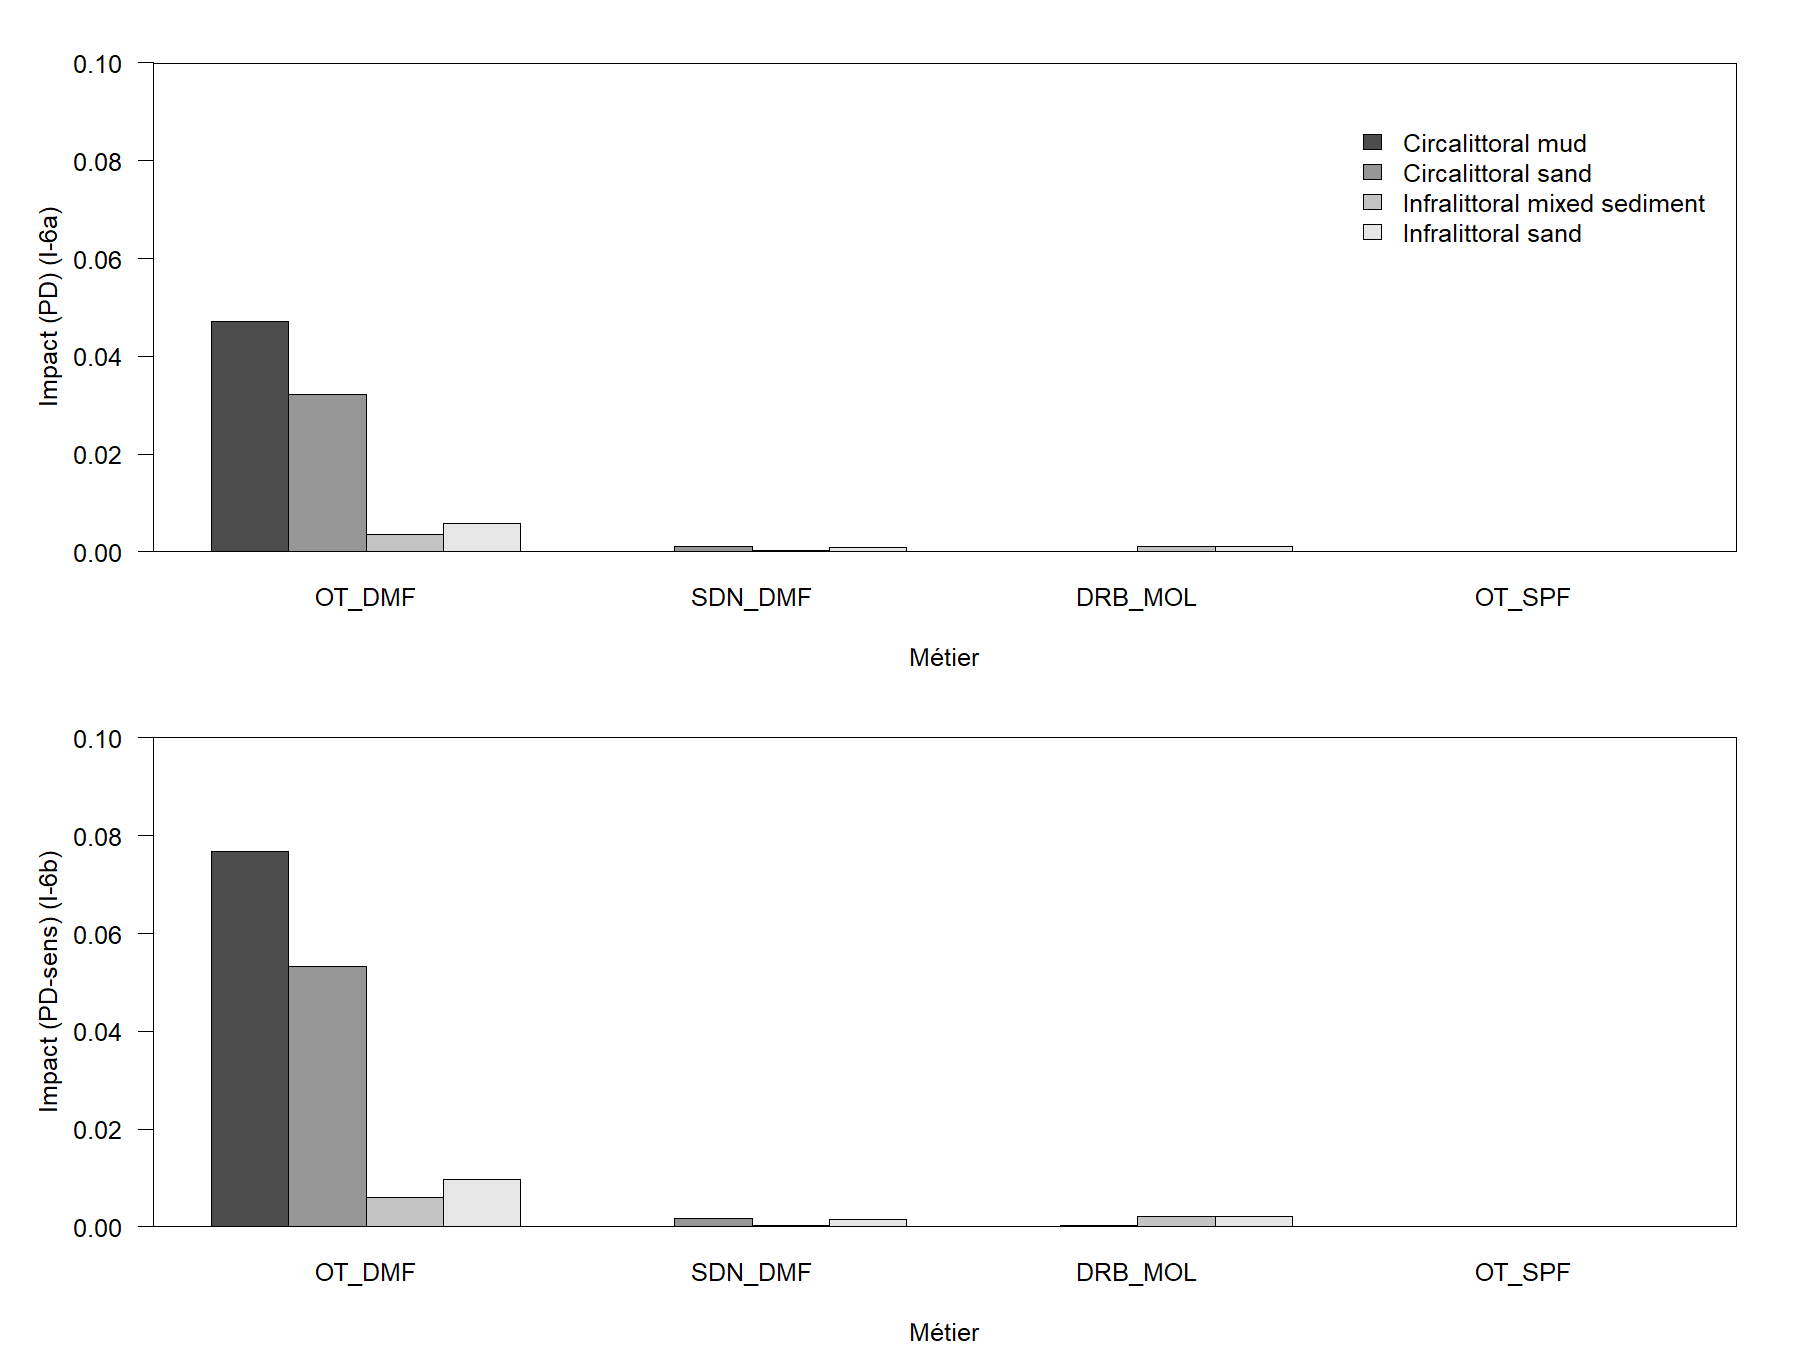 0.10
0.08
0.06
0.04
0.02
0.00
Impact (PD) (I-6a)
Circalittoral mud
Circalittoral sand
Infralittoral mixed sediment
Infralittoral sand
OT_DMF SDN_DMF DRB_MOL OT_SPF
Métier
0.10
0.08
0.06
0.04
0.02
0.00
Impact (PD-sens) (I-6b)
OT_DMF SDN_DMF DRB_MOL OT_SPF
Métier